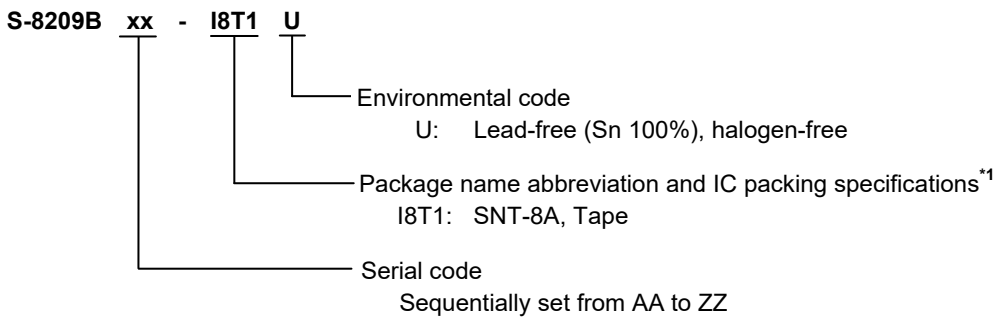 S-8209B xx - I8T1 U
Environmental code
U: Lead-free (Sn 100%), halogen-free
Package name abbreviation and IC packing specifications*1
I8T1: SNT-8A, Tape
Serial code
Sequentially set from AA to ZZ